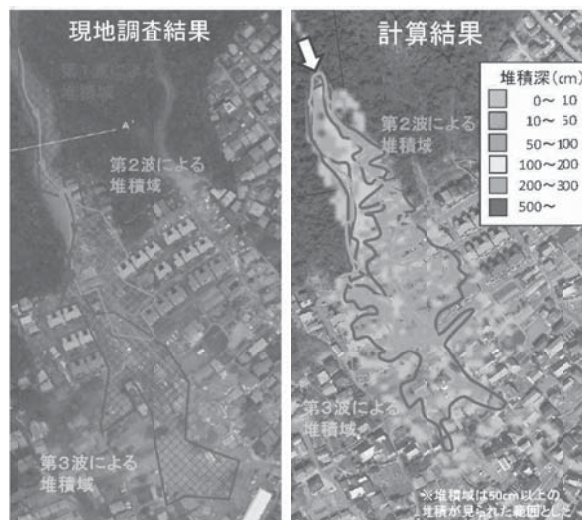 現地調査結果
A'
第2波による
堆積域
第3波による
堆積域
計算結果
堆積深(cm)
0～ 10
10～ 50
50～100
100～200
200～300
500～
第2波による
堆積域
第3波による
堆積域
※堆積域は50cm以上の
堆積が見られた範囲とした